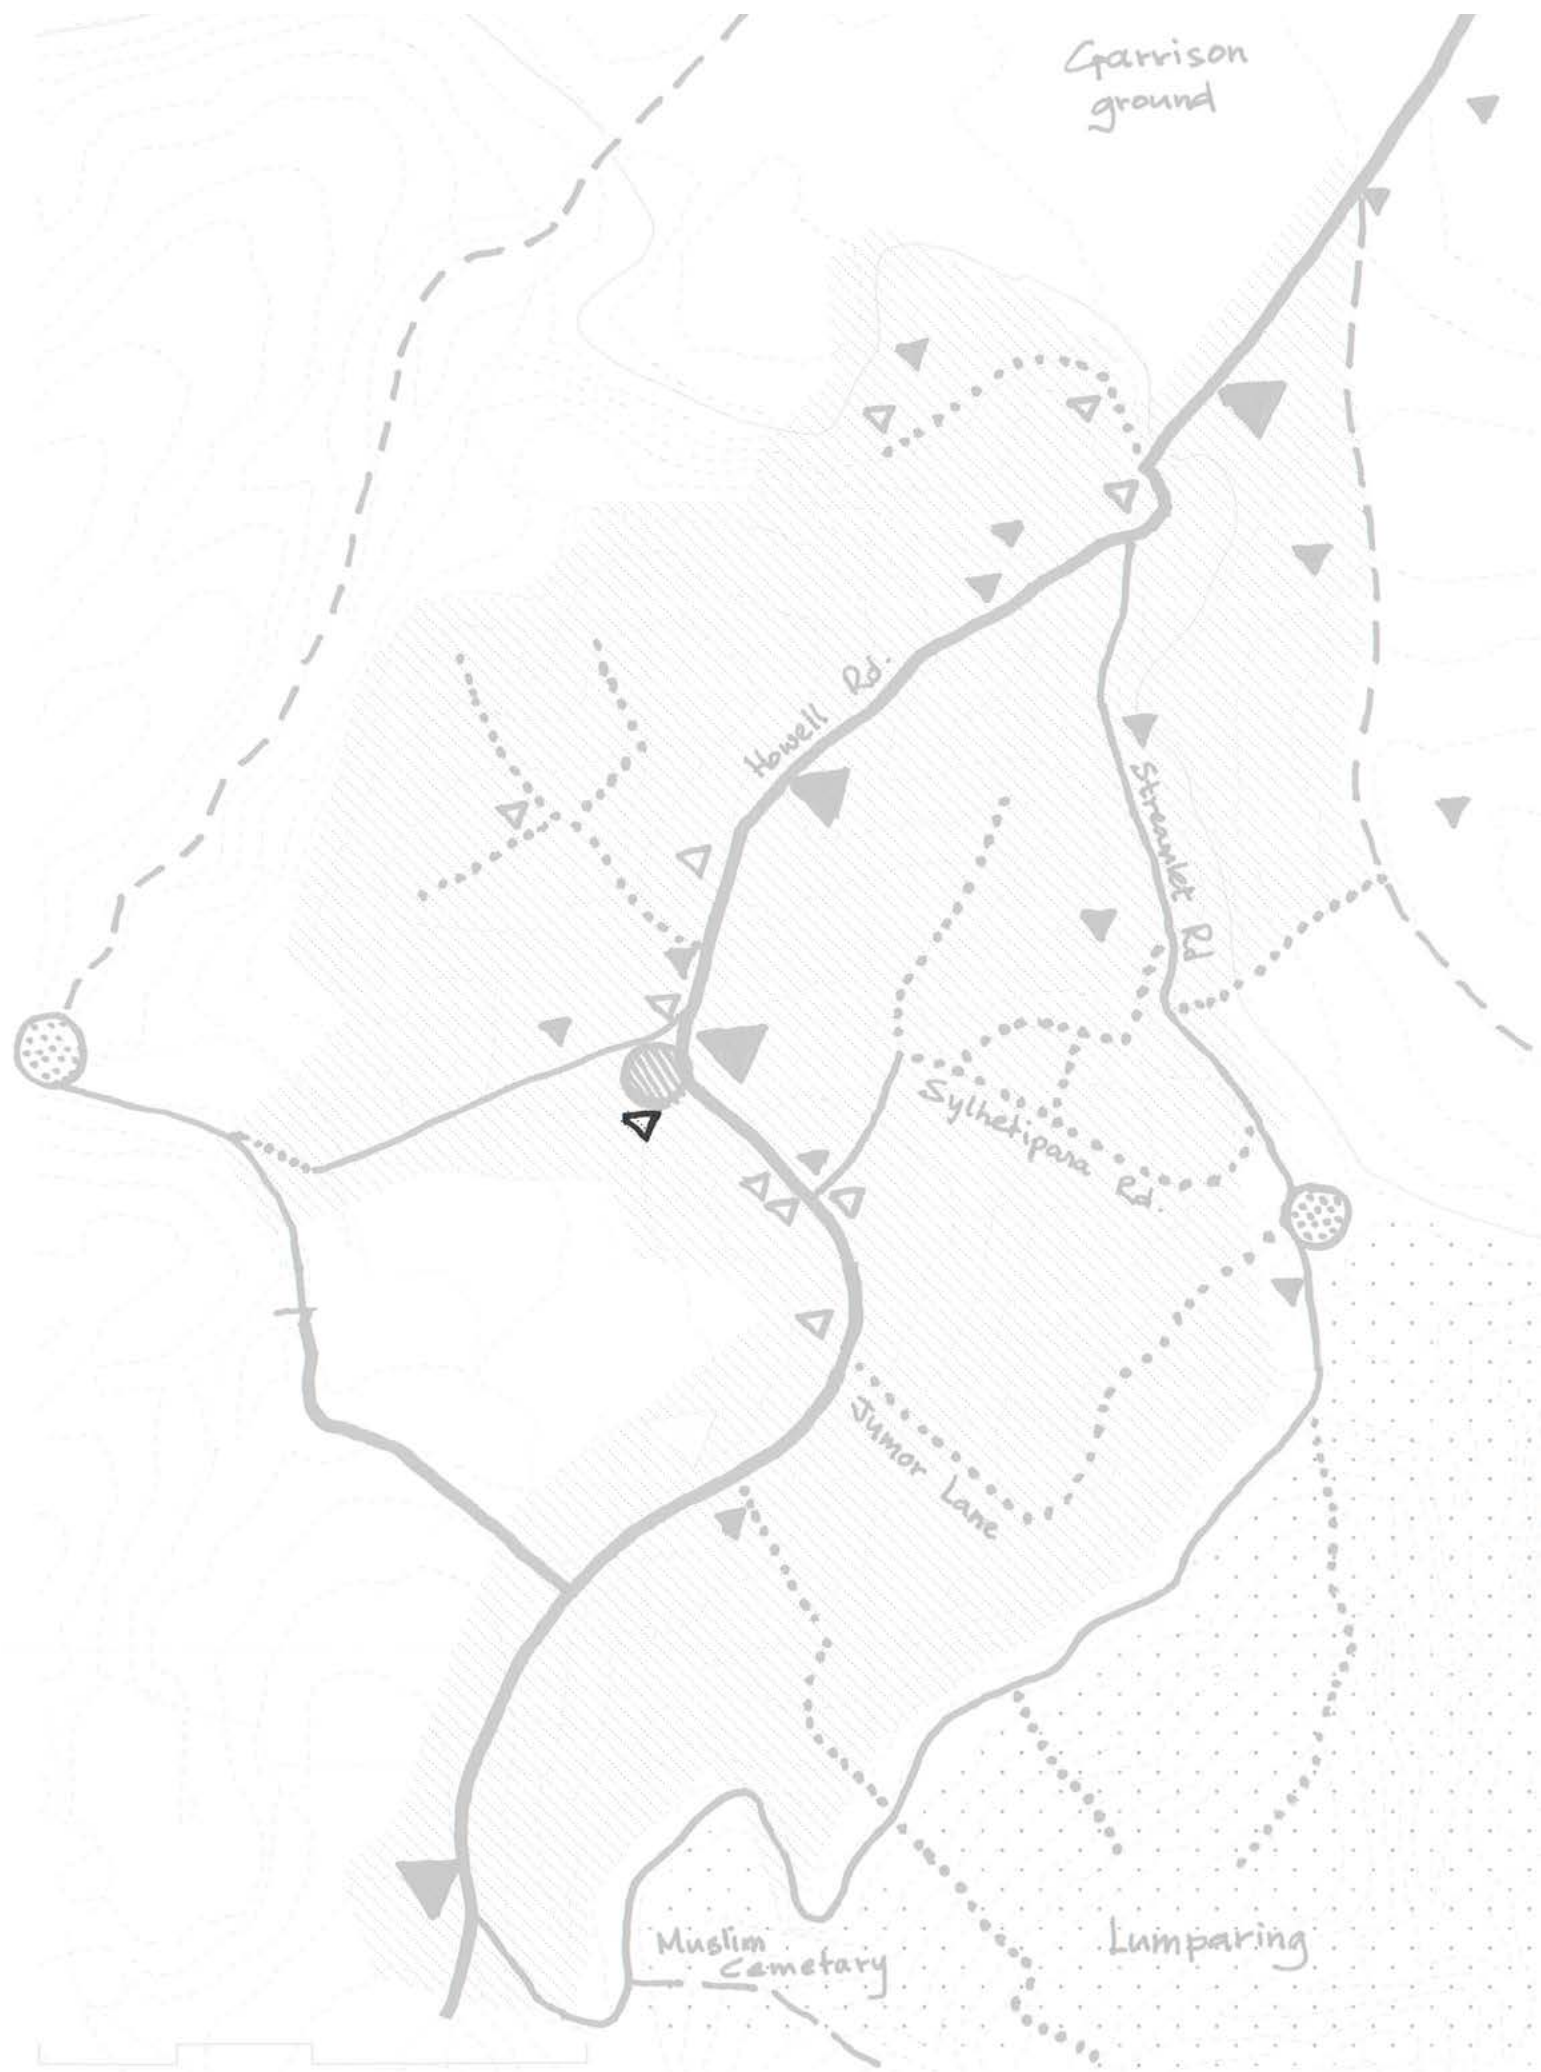 Garrison
ground
Howell Rd.
Streamlet Rd
Sylhetipara Rd.
Jumor Lane
Muslim
Cemetary
Lumparing